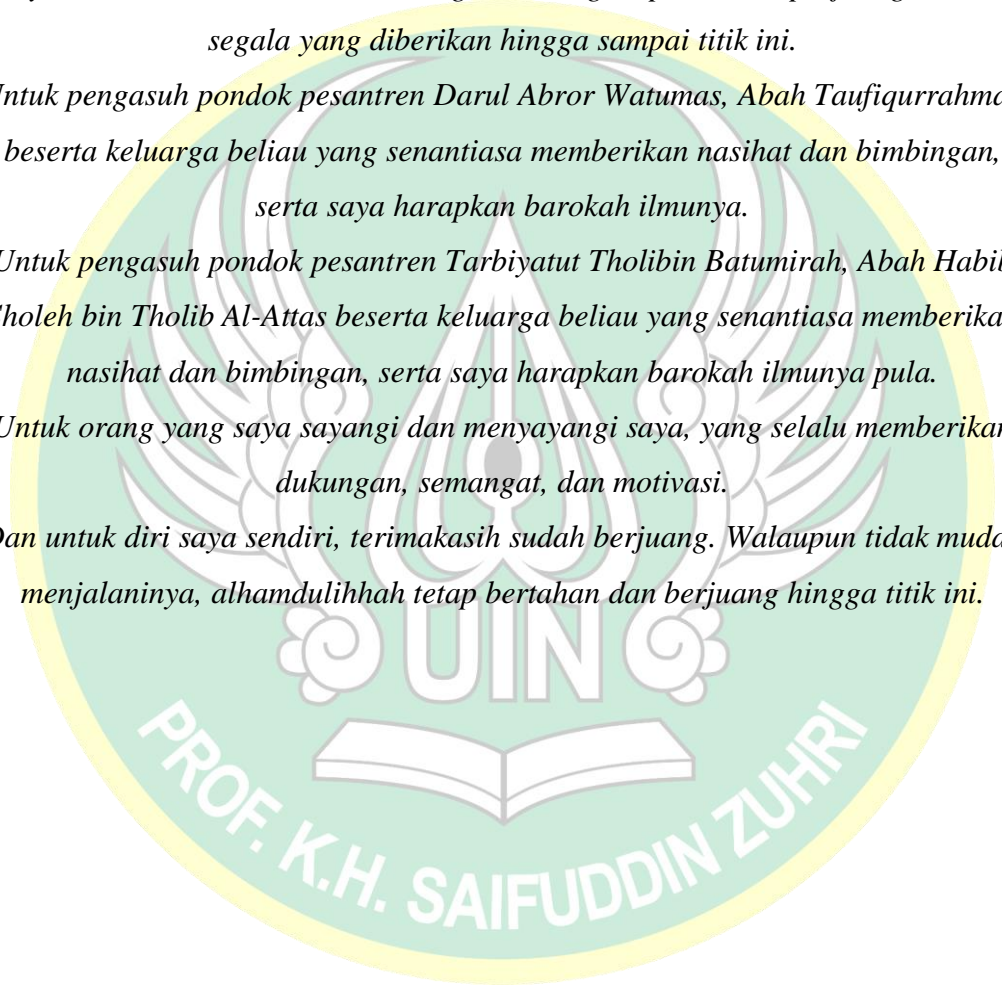 segala yang diberikan hingga sampai titik ini.
Untuk pengasuh pondok pesantren Darul Abror Watumas, Abah Taufiqurrahma
beserta keluarga beliau yang senantiasa memberikan nasihat dan bimbingan,
serta saya harapkan barokah ilmunya.
Untuk pengasuh pondok pesantren Tarbiyatut Tholibin Batumirah, Abah Habib
Sholeh bin Tholib Al-Attas beserta keluarga beliau yang senantiasa memberika
nasihat dan bimbingan, serta saya harapkan barokah ilmunya pula.
Untuk orang yang saya sayangi dan menyayangi saya, yang selalu memberikan
dukungan, semangat, dan motivasi.
Dan untuk diri saya sendiri, terimakasih sudah berjuang. Walaupun tidak muda
menjalaninya, alhamdulihhah tetap bertahan dan berjuang hingga titik ini.
UIN
PROF. K.H. SAIFUDDIN ZUHRI